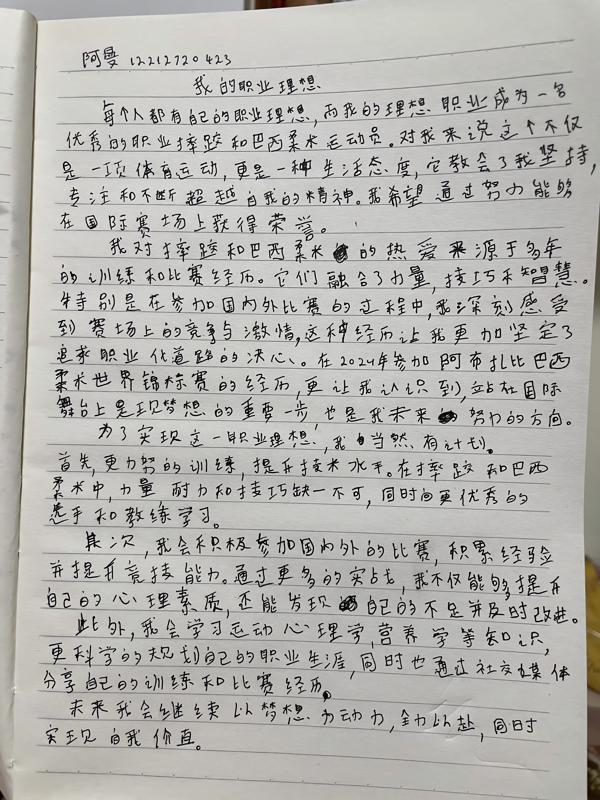 阿曼 12212720423
我的职业理想
每个人都有自己的职业理想,而我的理想职业成为一名
优秀的职业摔跤和巴西柔术运动员。对我来说这个不仅
是一项体育运动,更是一种生活态度,它教会了我坚持,
专注和不断超越自我的精神。我希望通过努力能够
在国际赛场上获得荣誉。
我对摔跤和巴西柔术的热爱来源于多年
的训练和比赛经历。它们融合了力量,技巧和智慧。
特别是在参加国内外比赛的过程中,我深刻感受
到赛场上的竞争与激情,这种经历让我更加坚定了
追求职业化道路的决心。在2024年参加阿布扎比巴西
柔术世界锦标赛的经历,更让我认识到,站在国际
舞台上是现梦想的重要一步,也是我未来努力的方向。
为了实现这一职业理想,我当然有计划。
首先,更力努的训练,提升技术水平。在摔跤和巴西
柔术中,力量 耐力和技巧缺一不可,同时向更优秀的
选手和教练学习。
其次,我会积极参加国内外的比赛,积累经验
并提升竞技能力。通过更多的实战,我不仅能够提升
自己的心理素质,还能发现自己的不足并及时改进。
此外,我会学习运动心理学,营养学等知识,
更科学的规划自己的职业生涯,同时也通过社交媒体
分享自己的训练和比赛经历。
未来我会继续以梦想为动力,全力以赴,同时
实现自我价值。